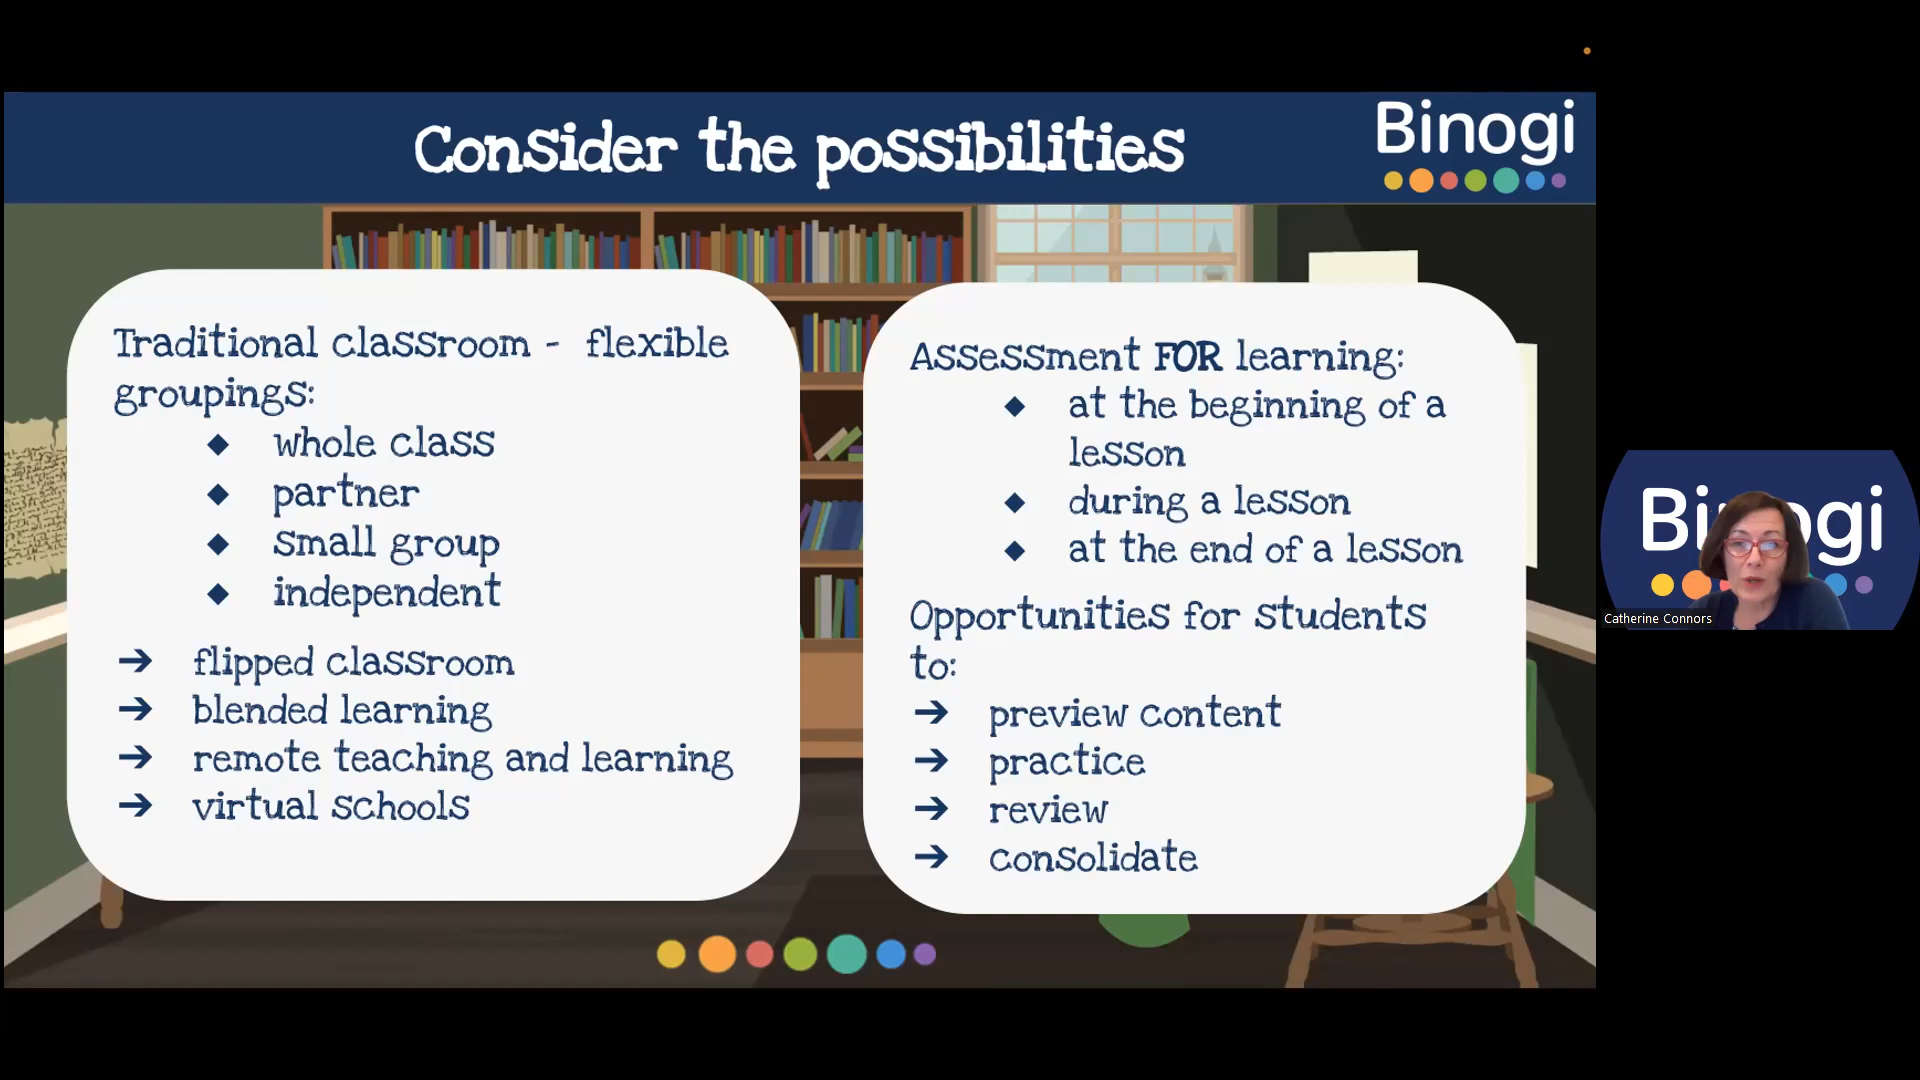 Consider the possibilities
Binogi
Traditional classroom - flexible
groupings:
◆ whole class
◆ partner
◆ small group
◆ independent
➔ flipped classroom
➔ blended learning
➔ remote teaching and learning
➔ virtual schools
Assessment FOR learning:
◆ at the beginning of a
lesson
◆ during a lesson
◆ at the end of a lesson
Opportunities for students
to:
➔ preview content
➔ practice
➔ review
➔ consolidate
Bi ogi
Catherine Connors